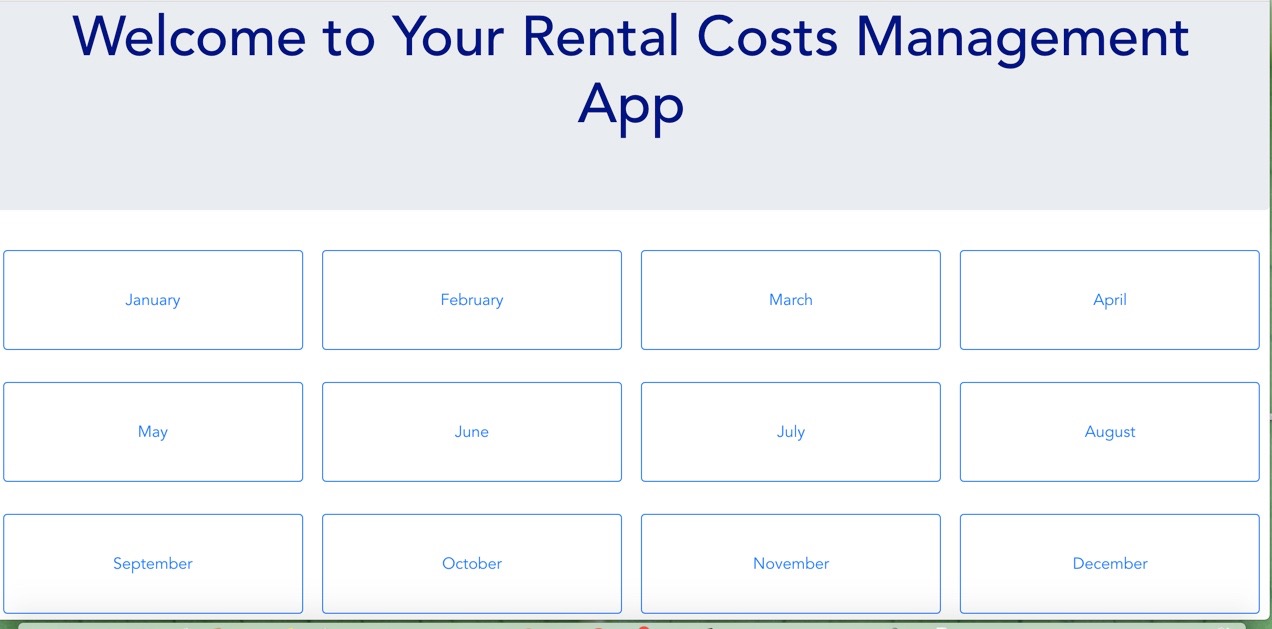 Welcome to Your Rental Costs Management
App
January
February
March
April
May
June
July
August
September
October
November
December